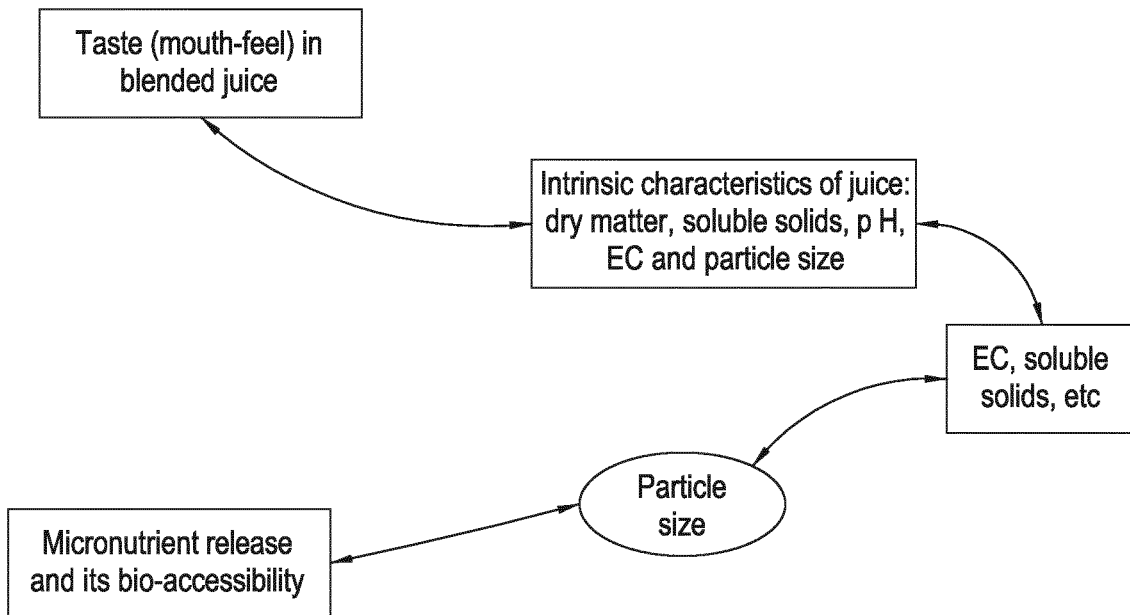 Taste (mouth-feel) in
blended juice
Intrinsic characteristics of juice:
dry matter, soluble solids, p H,
EC and particle size
EC, soluble
solids, etc
Particle
size
Micronutrient release
and its bio-accessibility